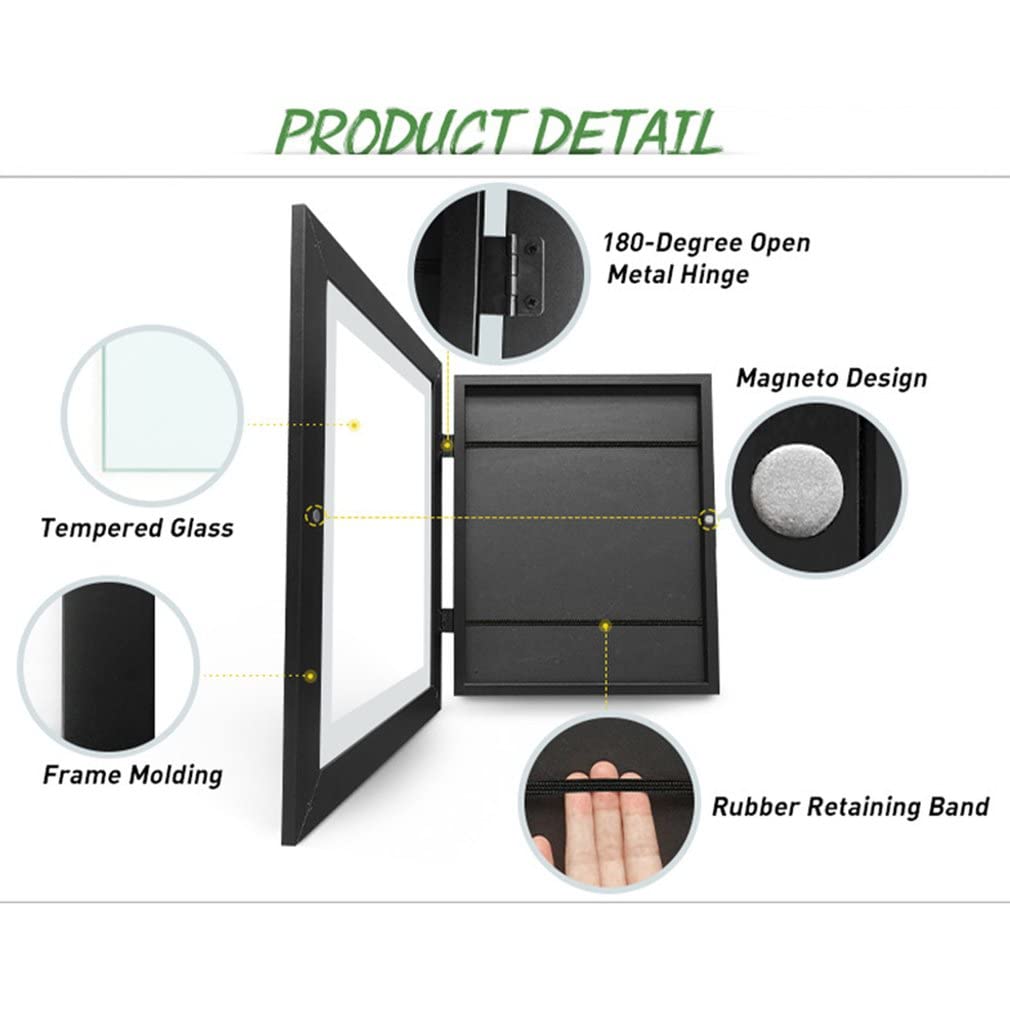 PRODUCT DETAIL
180-Degree Open
Metal Hinge
Magneto Design
Tempered Glass
Frame Molding
Rubber Retaining Band